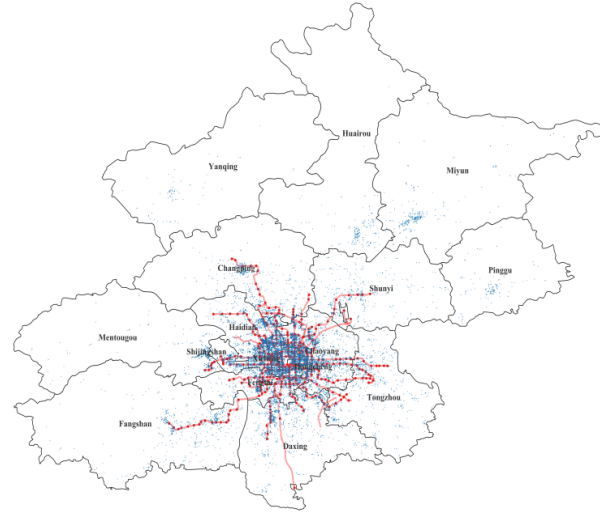 Huairou
Yanqing
Miyun
Changping
Pinggu
Shunyi
Haidian
Mentougou
Shijingshan
Chaoyang
Tongzhou
Fangshan
Daxing